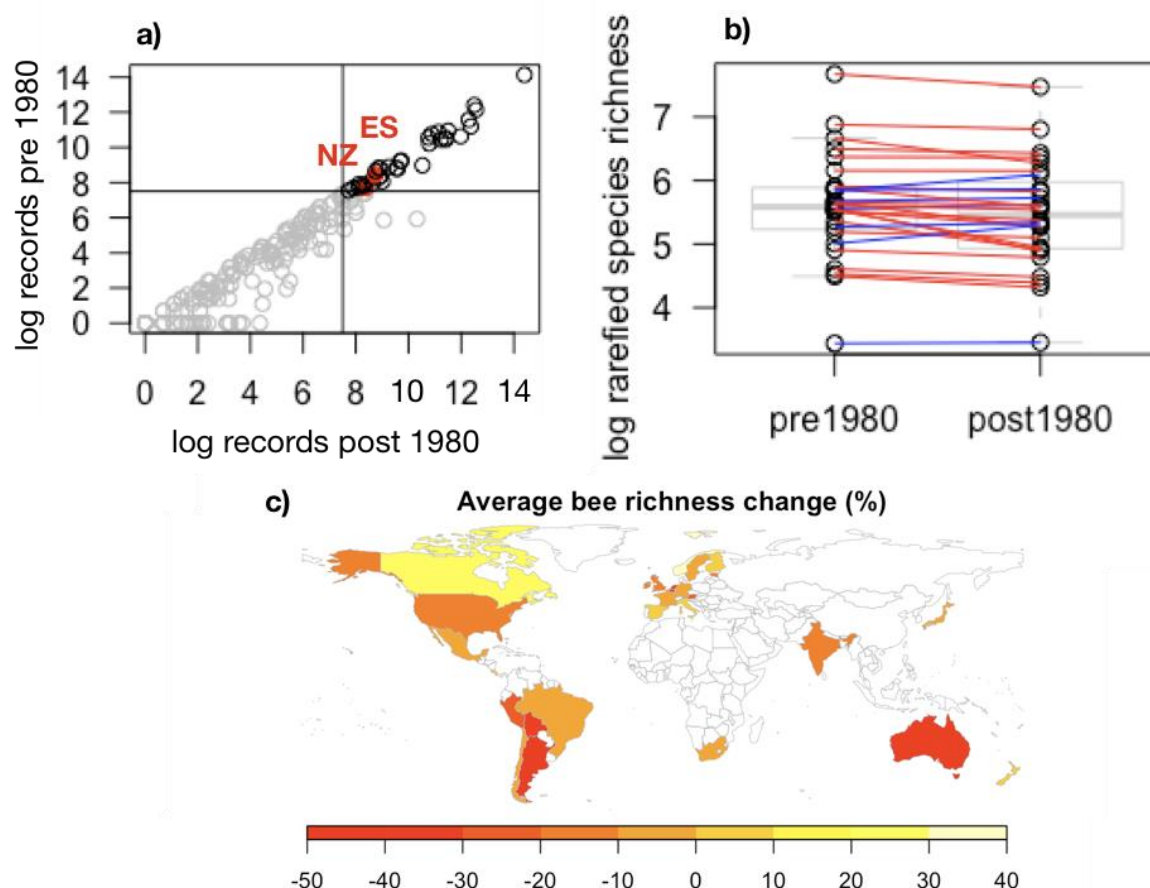 a)
log records pre 1980
14
12
10
8
6
4
2
0
ES
NZ
0 2 4 6 8 10 12 14
log records post 1980
b)
log rarefied species richness
7
6
5
4
pre1980 post1980
c) Average bee richness change (%)
-50 -40 -30 -20 -10 0 10 20 30 40